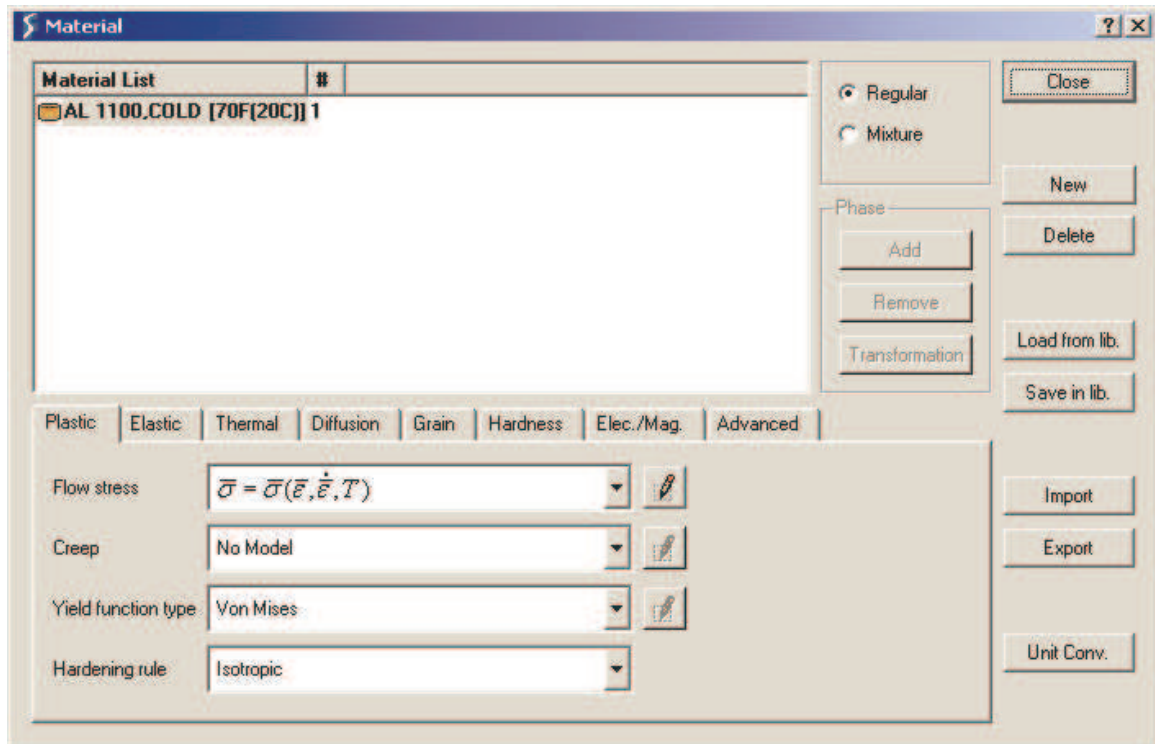 Material
? ×
Material List #
AL 1100,COLD [70F(20C)] 1
Regular
Mixture
Phase
Add
Remove
Transformation
Close
New
Delete
Load from lib.
Save in lib.
Import
Export
Unit Conv.
Plastic Elastic Thermal Diffusion Grain Hardness Elec./Mag. Advanced
Flow stress σ̅ = σ̅(ε̅,ε̅̇,T)
Creep No Model
Yield function type Von Mises
Hardening rule Isotropic